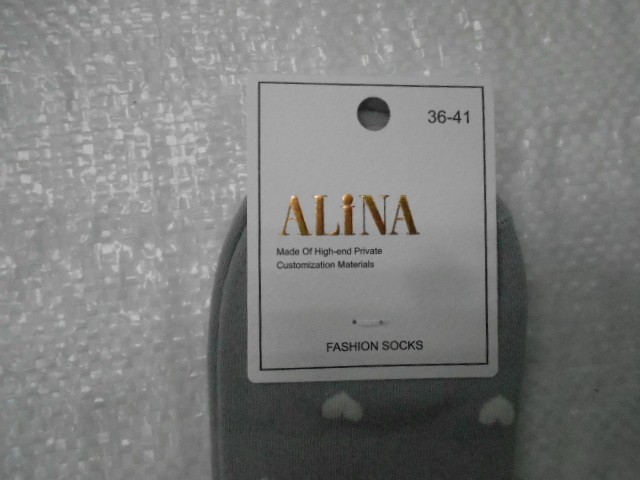 36-41
ALiNA
Made Of High-end Private
Customization Materials
FASHION SOCKS